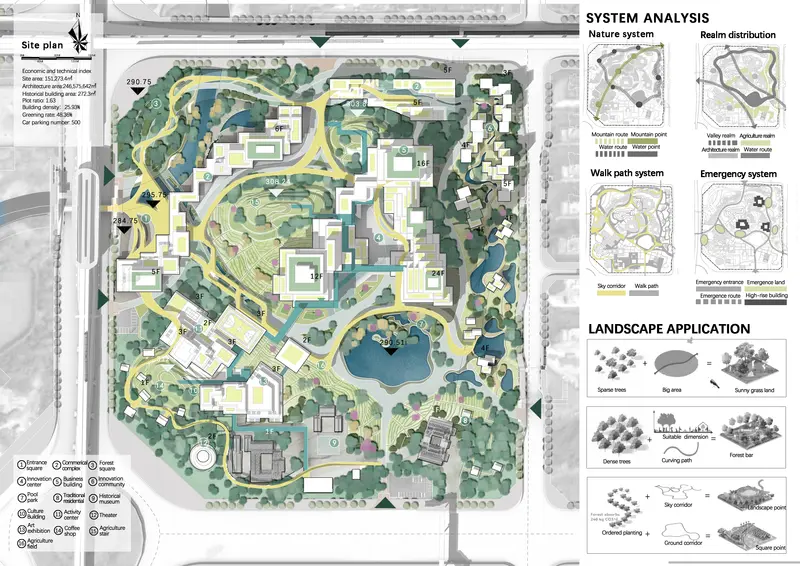 N
Site plan
Economic and technical index
Site area: 151,273.4㎡
Architecture area:246,575,642㎡
Historical building area: 272.3㎡
Plot ratio: 1.63
Building density: 25.93%
Greening rate: 48.36%
Car parking number: 500
290.75
5F
5F
303.8
6F
16F
4F
5F
308.24
295.75
284.75
5F
12F
24F
3F
2F
3F
3F
3F
2F
3F
290.51
4F
1F
2F
1F
1 Entrance square
2 Commerical complex
3 Forest square
4 Innovation center
5 Business building
6 Innovation community
7 Pool park
8 Traditional residential
9 Historical museum
10 Culture Building
11 Activity center
12 Theater
13 Art exhibition
14 Coffee shop
15 Agriculture stair
16 Agriculture field
SYSTEM ANALYSIS
Nature system
Realm distribution
Mountain route Mountain point
Water route Water point
Valley realm Agriculture realm
Architecture realm Water route
Walk path system
Emergency system
Sky corridor Walk path
Emergency entrance Emergence land
Emergence route High-rise building
LANDSCAPE APPLICATION
Sparse trees + Big area = Sunny grass land
Dense trees + Suitable dimension
Curving path = Forest bar
Ordered planting + Sky corridor = Landscape point
Ground corridor = Square point